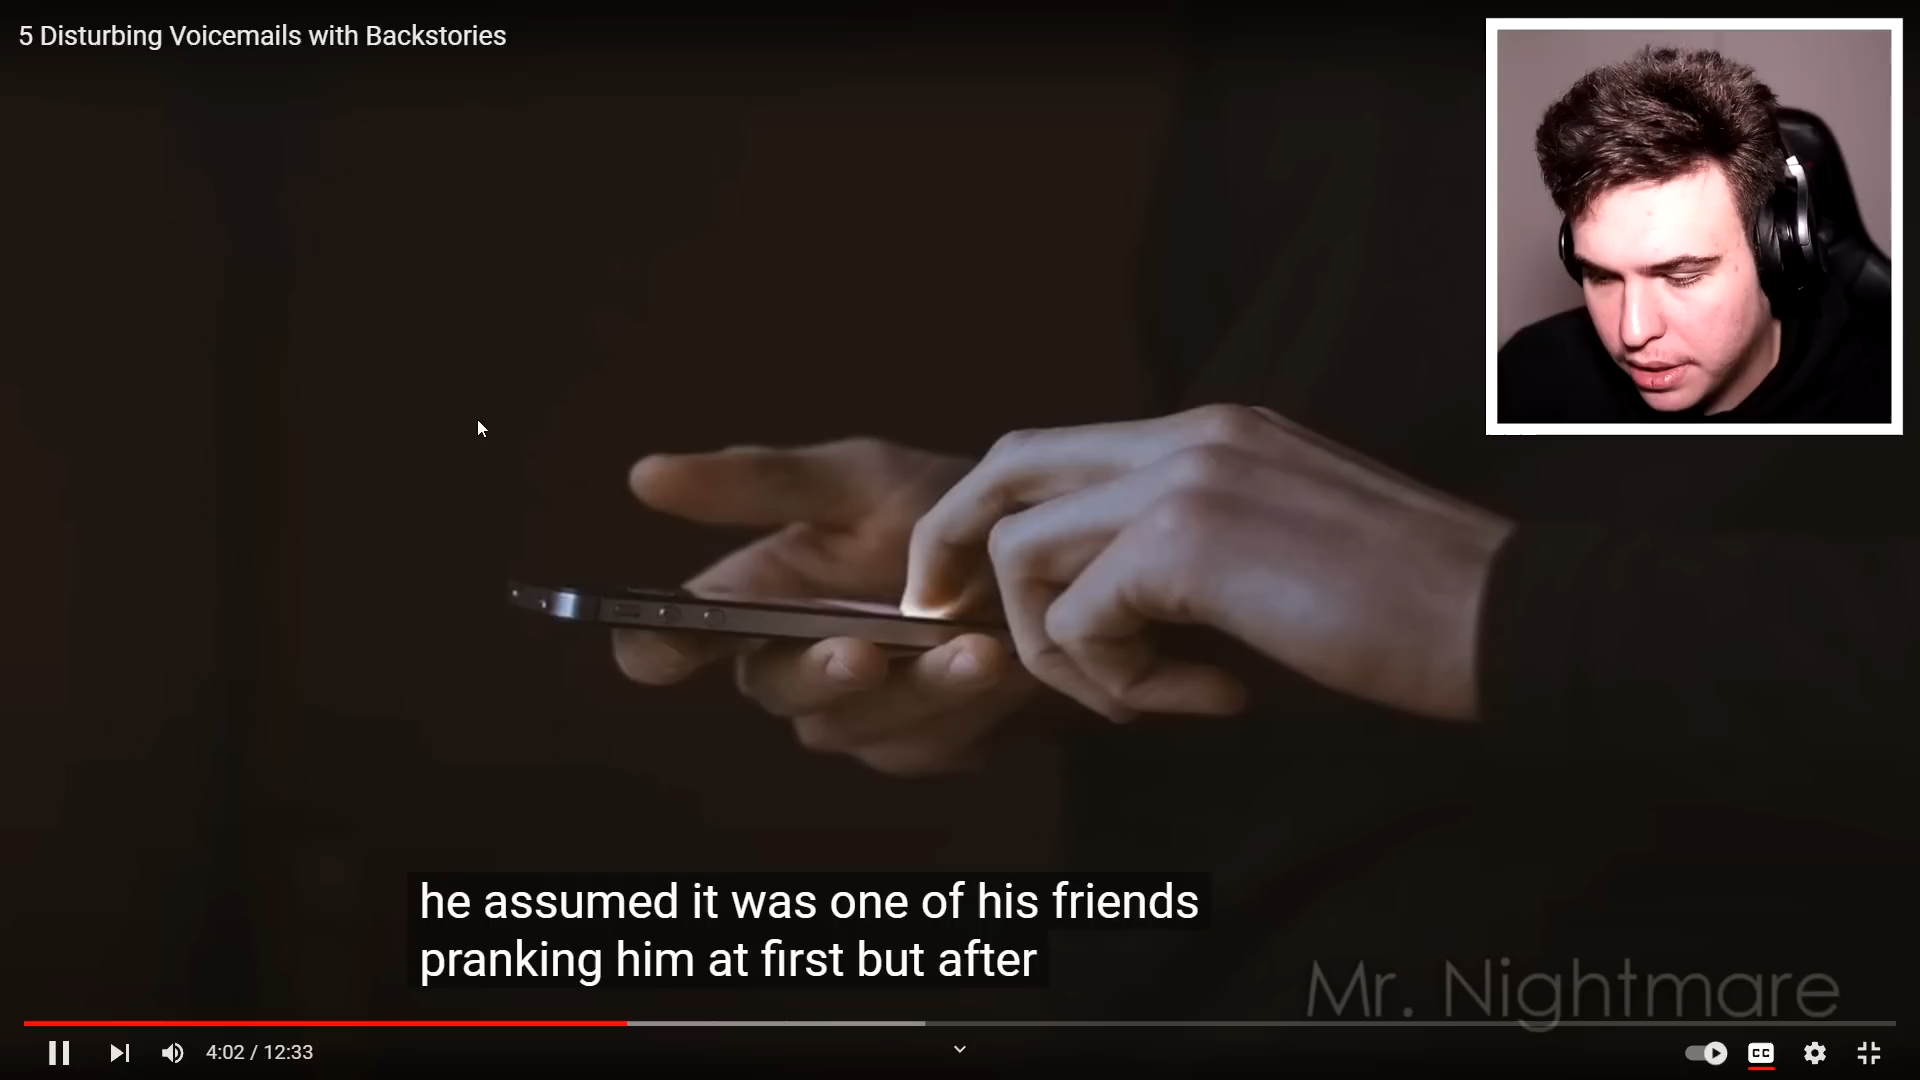 5 Disturbing Voicemails with Backstories
he assumed it was one of his friends
pranking him at first but after
Mr. Nightmare
4:02 / 12:33
CC